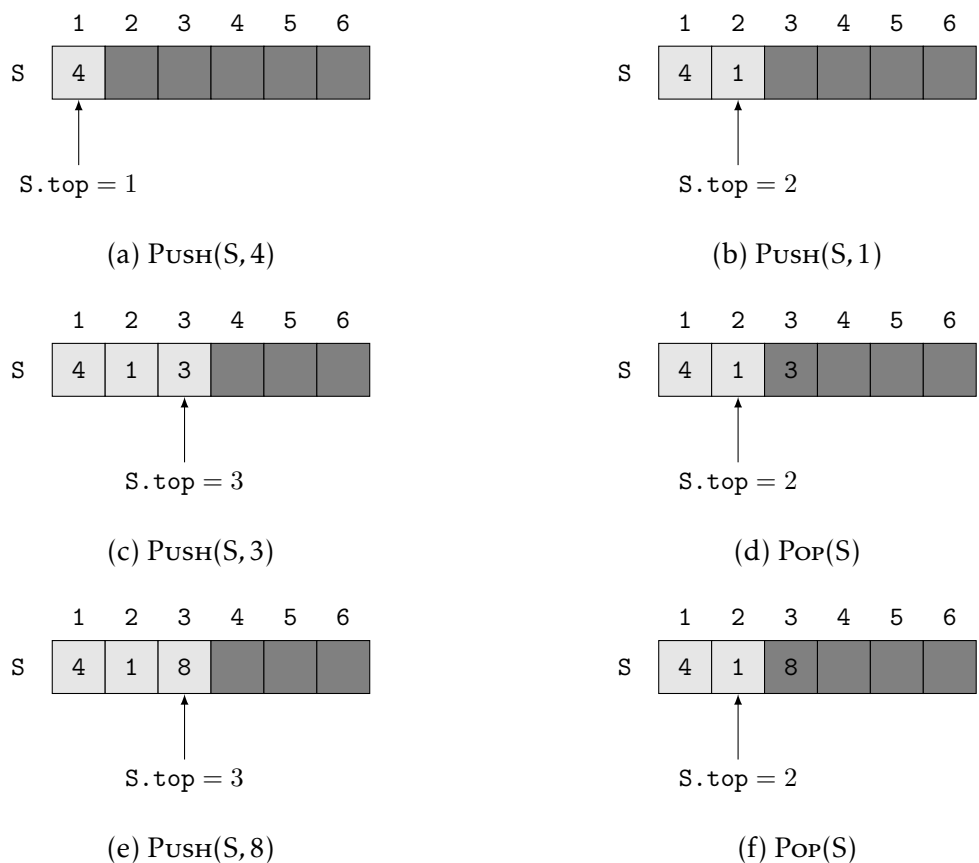 1 2 3 4 5 6
S 4
S.top = 1
(a) Push(S, 4)
1 2 3 4 5 6
S 4 1
S.top = 2
(b) Push(S, 1)
1 2 3 4 5 6
S 4 1 3
S.top = 3
(c) Push(S, 3)
1 2 3 4 5 6
S 4 1 3
S.top = 2
(d) Pop(S)
1 2 3 4 5 6
S 4 1 8
S.top = 3
(e) Push(S, 8)
1 2 3 4 5 6
S 4 1 8
S.top = 2
(f) Pop(S)